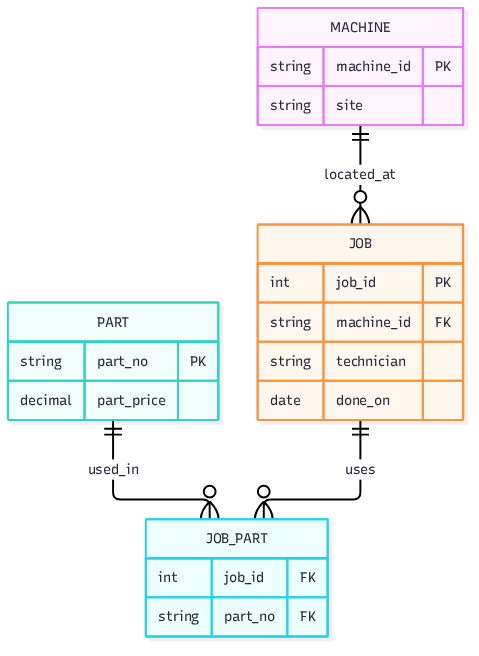 MACHINE
string machine_id PK
string site
located_at
JOB
int job_id PK
string machine_id FK
string technician
date done_on
PART
string part_no PK
decimal part_price
used_in
uses
JOB_PART
int job_id FK
string part_no FK